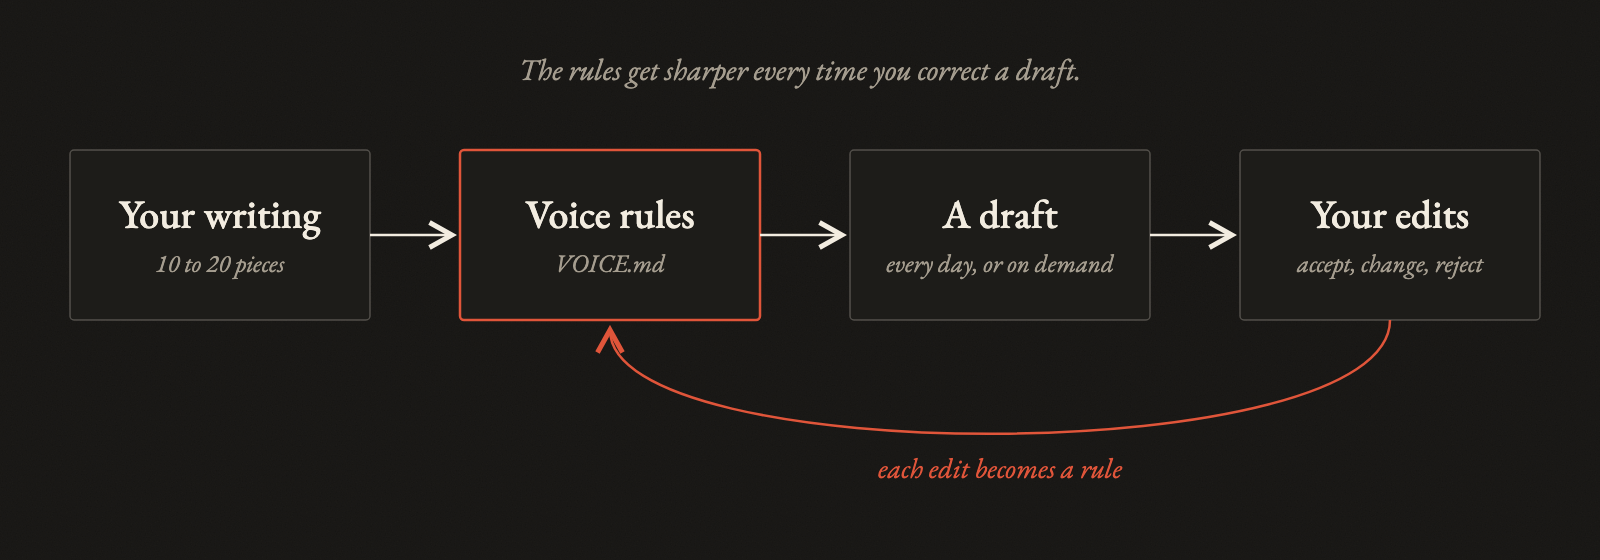 The rules get sharper every time you correct a draft.
Your writing
10 to 20 pieces
Voice rules
VOICE.md
A draft
every day, or on demand
Your edits
accept, change, reject
each edit becomes a rule